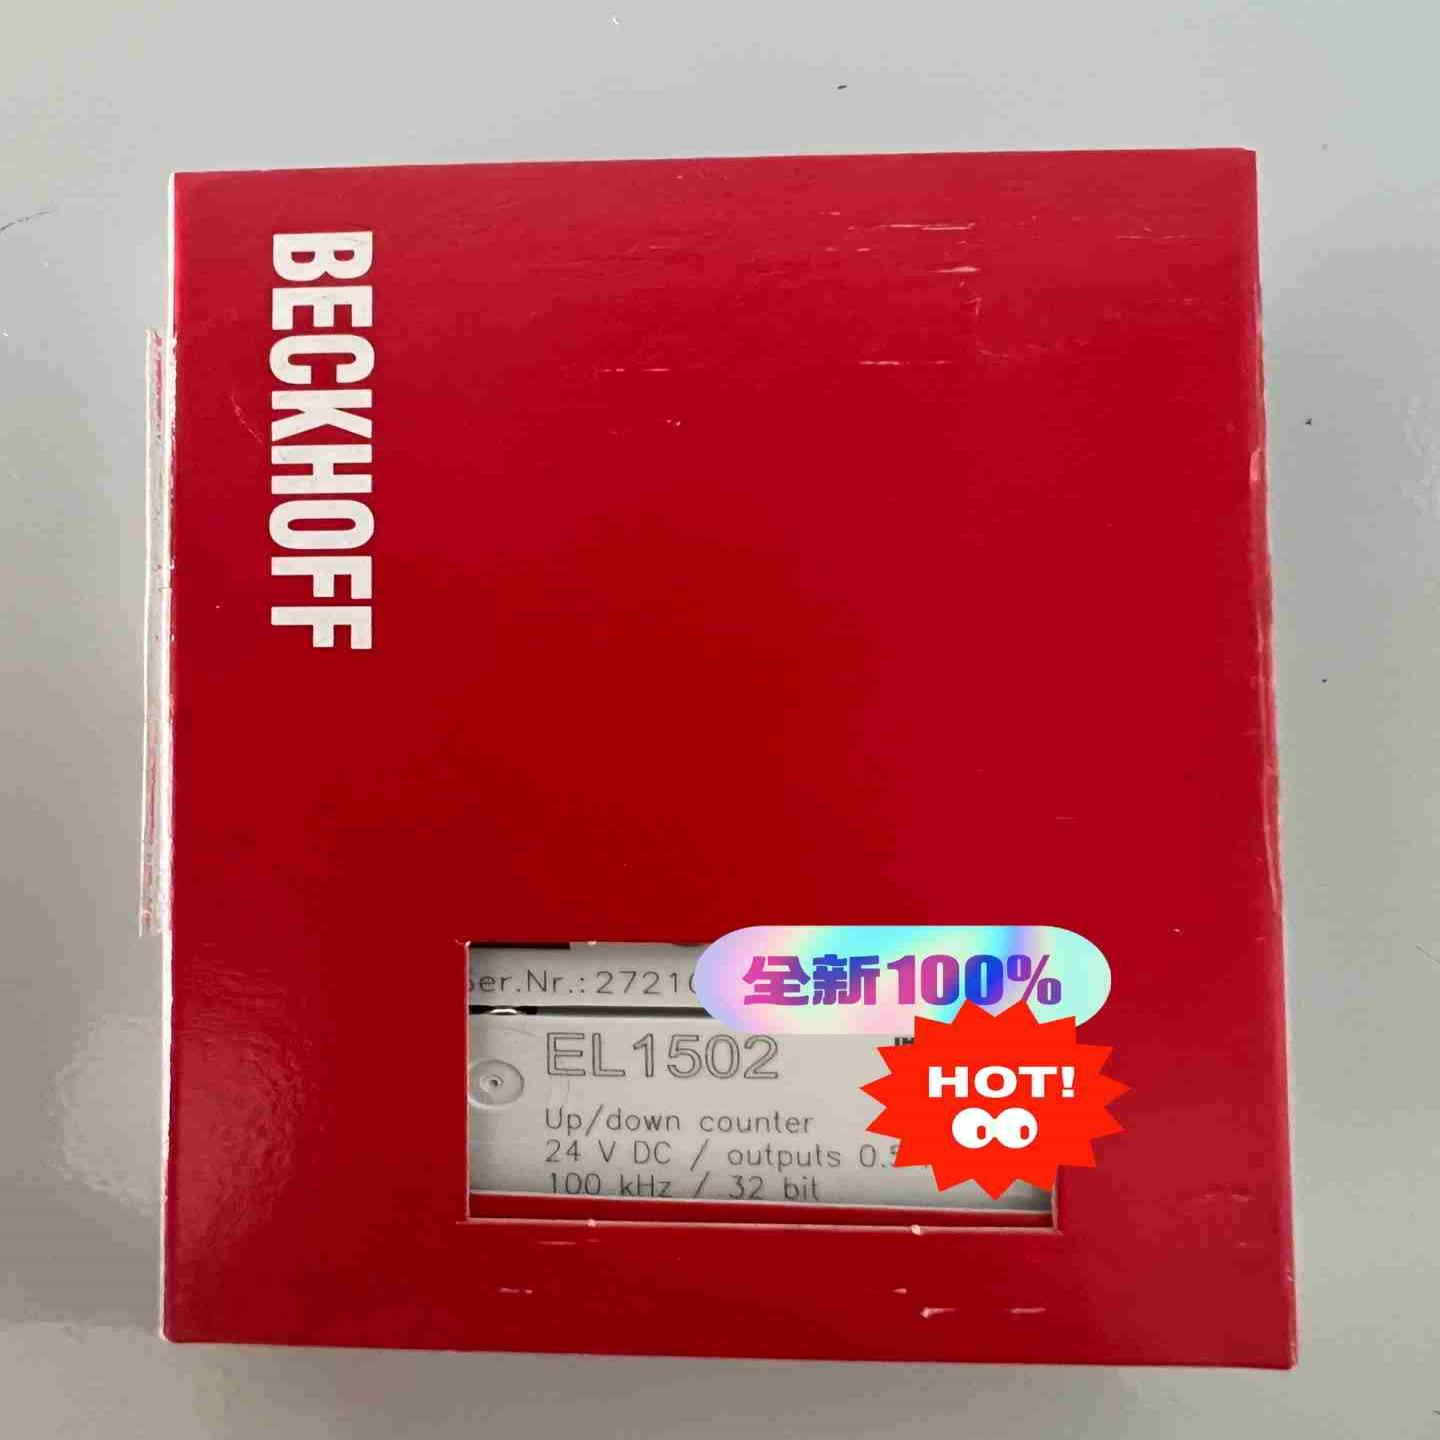 BECKHOFF
Ser.Nr.: 2721
全新100%
EL1502
HOT!
Up/down counter
24 V DC / outputs 0.5
100 kHz / 32 bit